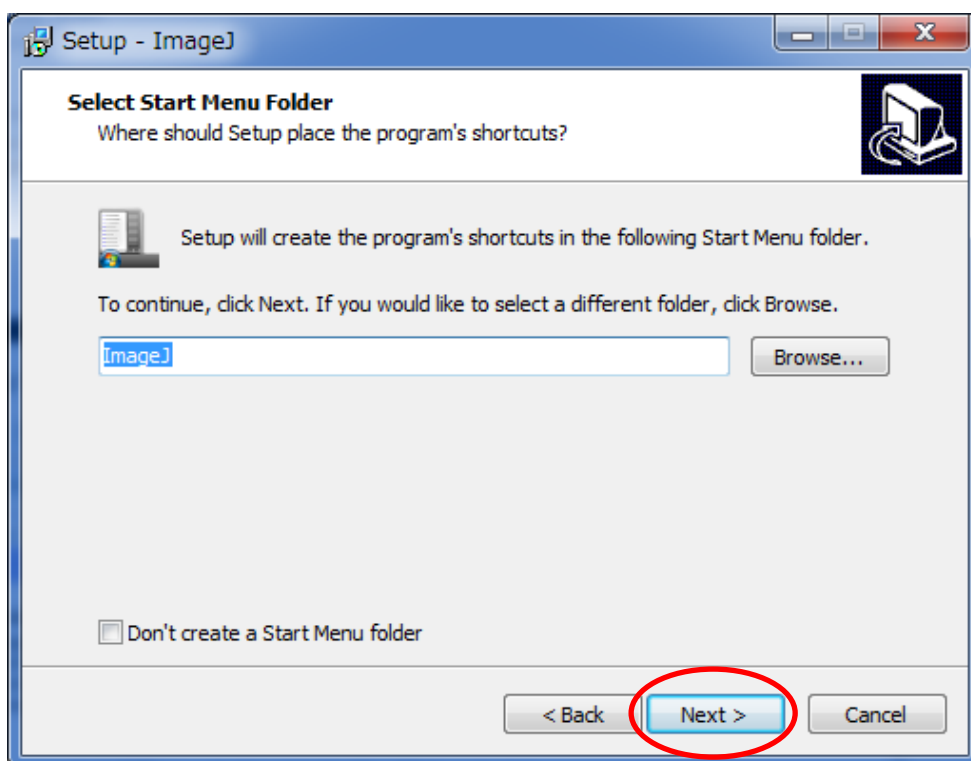 Setup - ImageJ
Select Start Menu Folder
Where should Setup place the program's shortcuts?
Setup will create the program's shortcuts in the following Start Menu folder.
To continue, click Next. If you would like to select a different folder, click Browse.
ImageJ
Browse...
Don't create a Start Menu folder
< Back
Next >
Cancel